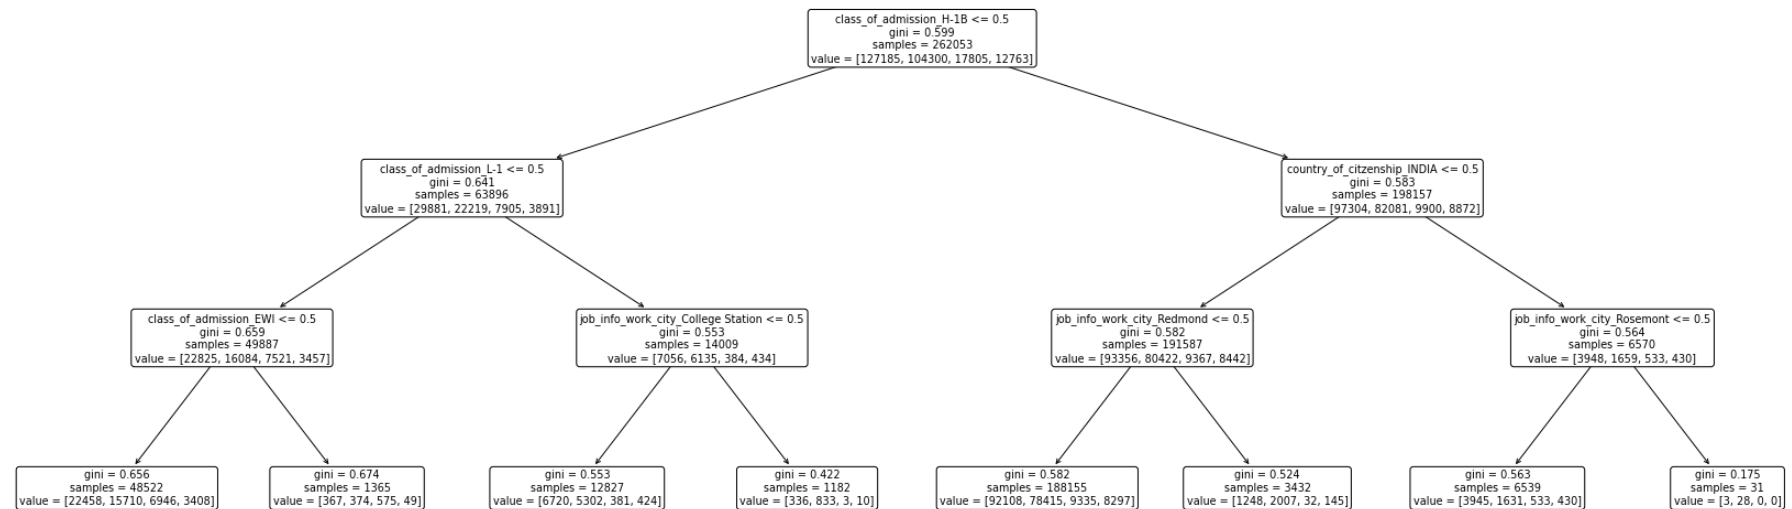 class_of_admission_H-1B <= 0.5
gini = 0.599
samples = 262053
value = [127185, 104300, 17805, 12763]
class_of_admission_L-1 <= 0.5
gini = 0.641
samples = 63896
value = [29881, 22219, 7905, 3891]
country_of_citzenship_INDIA <= 0.5
gini = 0.583
samples = 198157
value = [97304, 82081, 9900, 8872]
class_of_admission_EWI <= 0.5
gini = 0.659
samples = 49887
value = [22825, 16084, 7521, 3457]
job_info_work_city_College Station <= 0.5
gini = 0.553
samples = 14009
value = [7056, 6135, 384, 434]
job_info_work_city_Redmond <= 0.5
gini = 0.582
samples = 191587
value = [93356, 80422, 9367, 8442]
job_info_work_city_Rosemont <= 0.5
gini = 0.564
samples = 6570
value = [3948, 1659, 533, 430]
gini = 0.656
samples = 48522
value = [22458, 15710, 6946, 3408]
gini = 0.674
samples = 1365
value = [367, 374, 575, 49]
gini = 0.553
samples = 12827
value = [6720, 5302, 381, 424]
gini = 0.422
samples = 1182
value = [336, 833, 3, 10]
gini = 0.582
samples = 188155
value = [92108, 78415, 9335, 8297]
gini = 0.524
samples = 3432
value = [1248, 2007, 32, 145]
gini = 0.563
samples = 6539
value = [3945, 1631, 533, 430]
gini = 0.175
samples = 31
value = [3, 28, 0, 0]